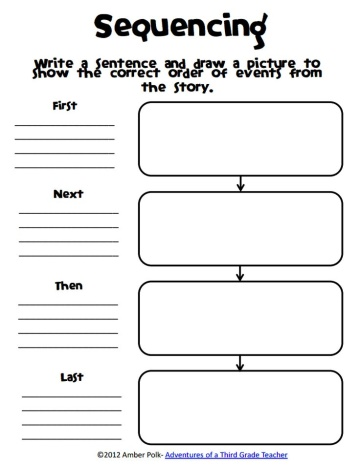 Sequencing
Write a sentence and draw a picture to
show the correct order of events from
the story.
First
Next
Then
Last
©2012 Amber Polk- Adventures of a Third Grade Teacher